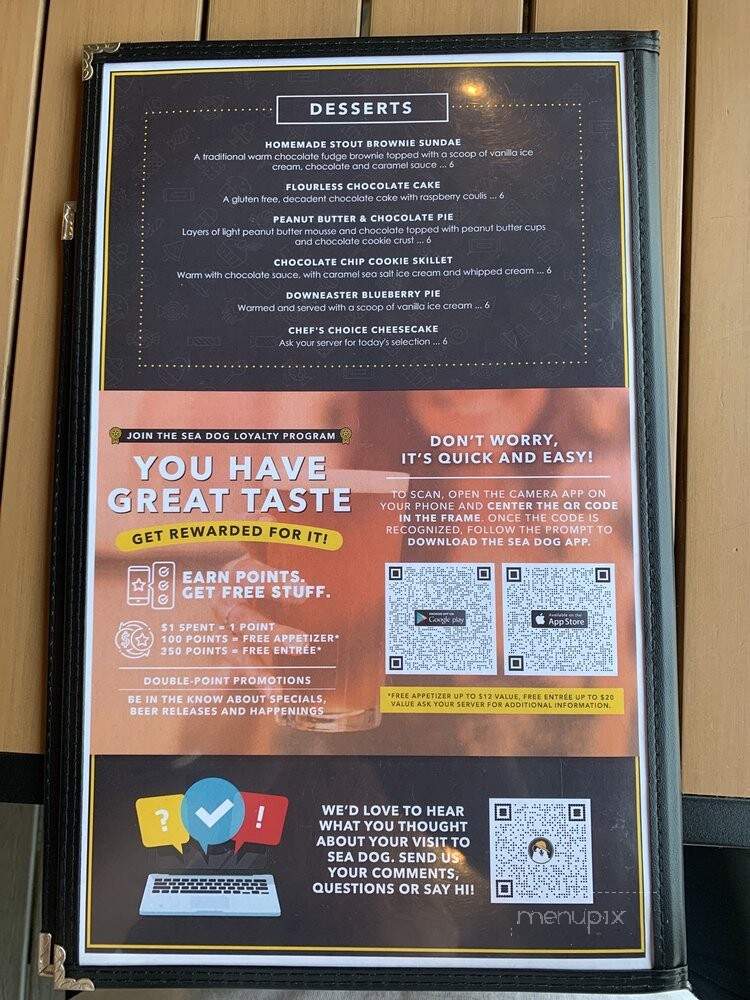 DESSERTS
HOMEMADE STOUT BROWNIE SUNDAE
A traditional warm chocolate fudge brownie topped with a scoop of vanilla ice
cream, chocolate and caramel sauce ... 6
FLOURLESS CHOCOLATE CAKE
A gluten free, decadent chocolate cake with raspberry coulis ... 6
PEANUT BUTTER & CHOCOLATE PIE
Layers of light peanut butter mousse and chocolate topped with peanut butter cups
and chocolate cookie crust ... 6
CHOCOLATE CHIP COOKIE SKILLET
Warm with chocolate sauce, with caramel sea salt ice cream and whipped cream ... 6
DOWNEASTER BLUEBERRY PIE
Warmed and served with a scoop of vanilla ice cream ... 6
CHEF'S CHOICE CHEESECAKE
Ask your server for today's selection ... 6
JOIN THE SEA DOG LOYALTY PROGRAM
YOU HAVE
GREAT TASTE
GET REWARDED FOR IT!
EARN POINTS.
GET FREE STUFF.
$1 SPENT = 1 POINT
100 POINTS = FREE APPETIZER*
250 POINTS = FREE ENTRÉE*
DOUBLE-POINT PROMOTIONS
BE IN THE KNOW ABOUT SPECIALS,
BEER RELEASES AND HAPPENINGS
DON'T WORRY,
IT'S QUICK AND EASY!
TO SCAN, OPEN THE CAMERA APP ON
YOUR PHONE AND CENTER THE QR CODE
IN THE FRAME. ONCE THE CODE IS
RECOGNIZED, FOLLOW THE PROMPT TO
DOWNLOAD THE SEA DOG APP.
Google play
Available on the
App Store
*FREE APPETIZER UP TO $12 VALUE, FREE ENTRÉE UP TO $20
VALUE ASK YOUR SERVER FOR ADDITIONAL INFORMATION.
? !
WE'D LOVE TO HEAR
WHAT YOU THOUGHT
ABOUT YOUR VISIT TO
SEA DOG. SEND US
YOUR COMMENTS,
QUESTIONS OR SAY HI!
menupix